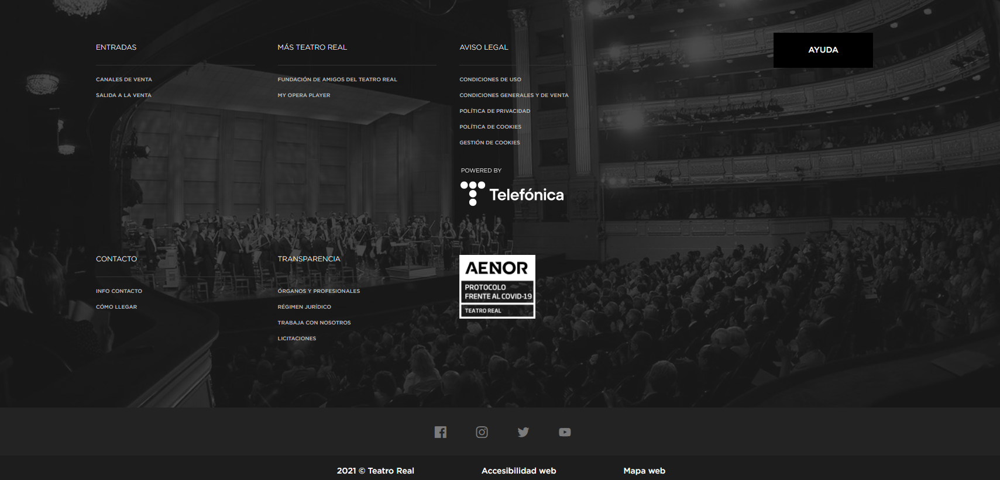 ENTRADAS
CANALES DE VENTA
SALIDA A LA VENTA
MÁS TEATRO REAL
FUNDACIÓN DE AMIGOS DEL TEATRO REAL
MY OPERA PLAYER
AVISO LEGAL
CONDICIONES DE USO
CONDICIONES GENERALES Y DE VENTA
POLÍTICA DE PRIVACIDAD
POLÍTICA DE COOKIES
GESTIÓN DE COOKIES
POWERED BY
Telefónica
AYUDA
CONTACTO
INFO CONTACTO
CÓMO LLEGAR
TRANSPARENCIA
ÓRGANOS Y PROFESIONALES
RÉGIMEN JURÍDICO
TRABAJA CON NOSOTROS
LICITACIONES
AENOR
PROTOCOLO
FRENTE AL COVID-19
TEATRO REAL
2021 © Teatro Real
Accesibilidad web
Mapa web